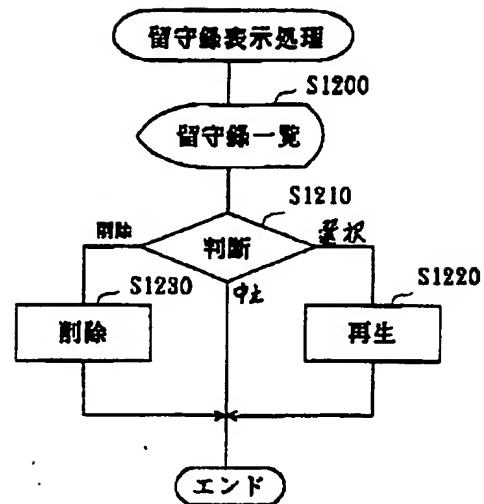 留守録表示処理
S1200
留守録一覧
S1210
削除
判断
選択
中止
S1230
S1220
削除
再生
エンド